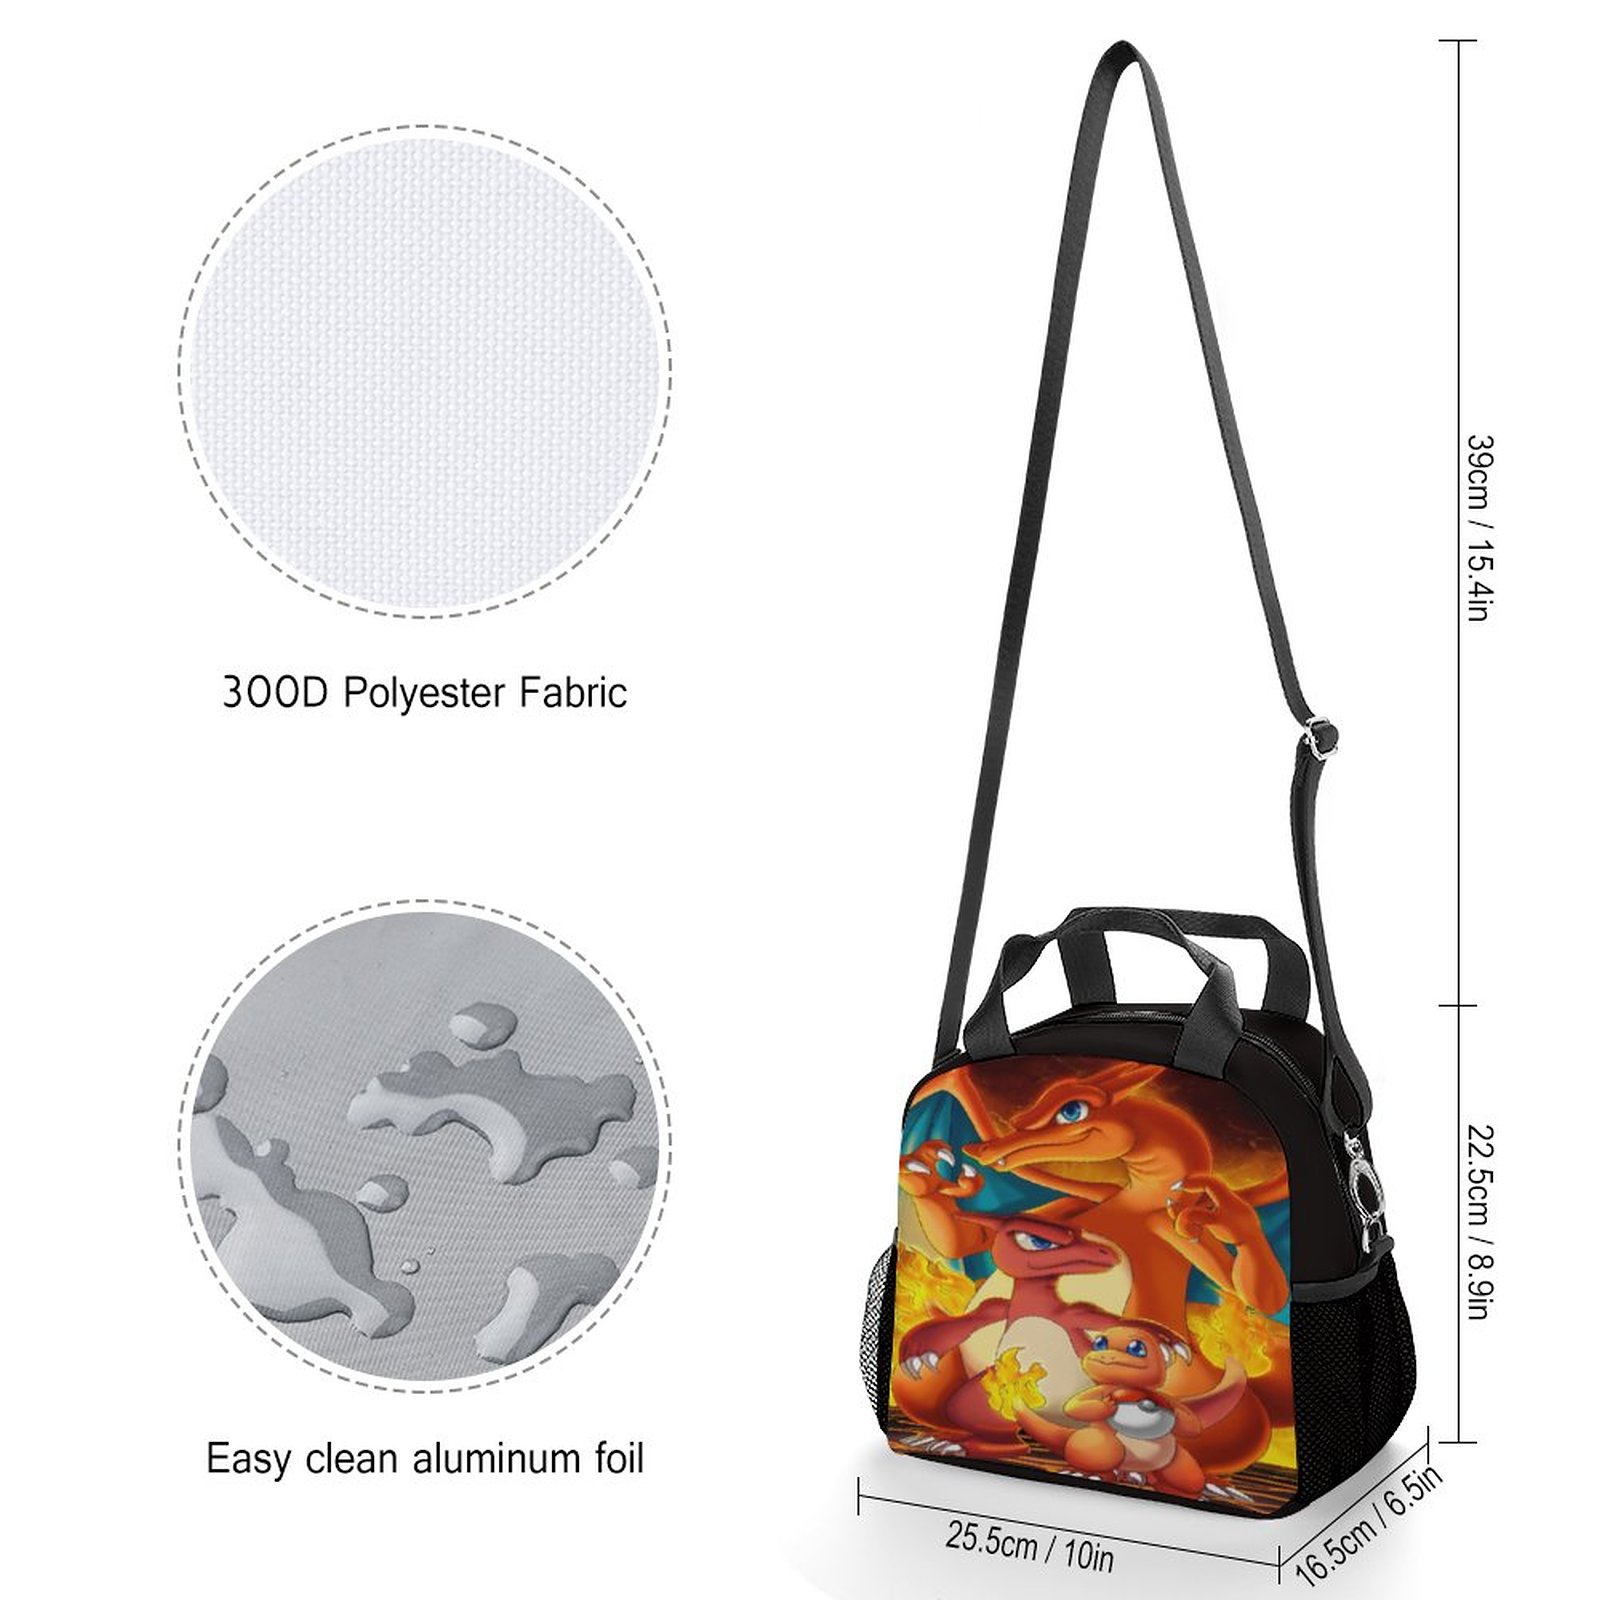 300D Polyester Fabric
Easy clean aluminum foil
39cm / 15.4in
22.5cm / 8.9in
25.5cm / 10in
16.5cm / 6.5in